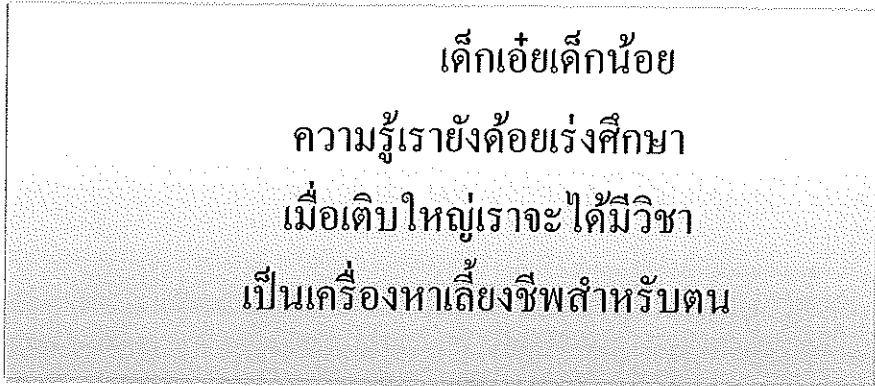 เด็กเอ๋ยเด็กน้อย
ความรู้เรายังด้อยเร่งศึกษา
เมื่อเติบใหญ่เราจะได้มีวิชา
เป็นเครื่องหาเลี้ยงชีพสำหรับตน